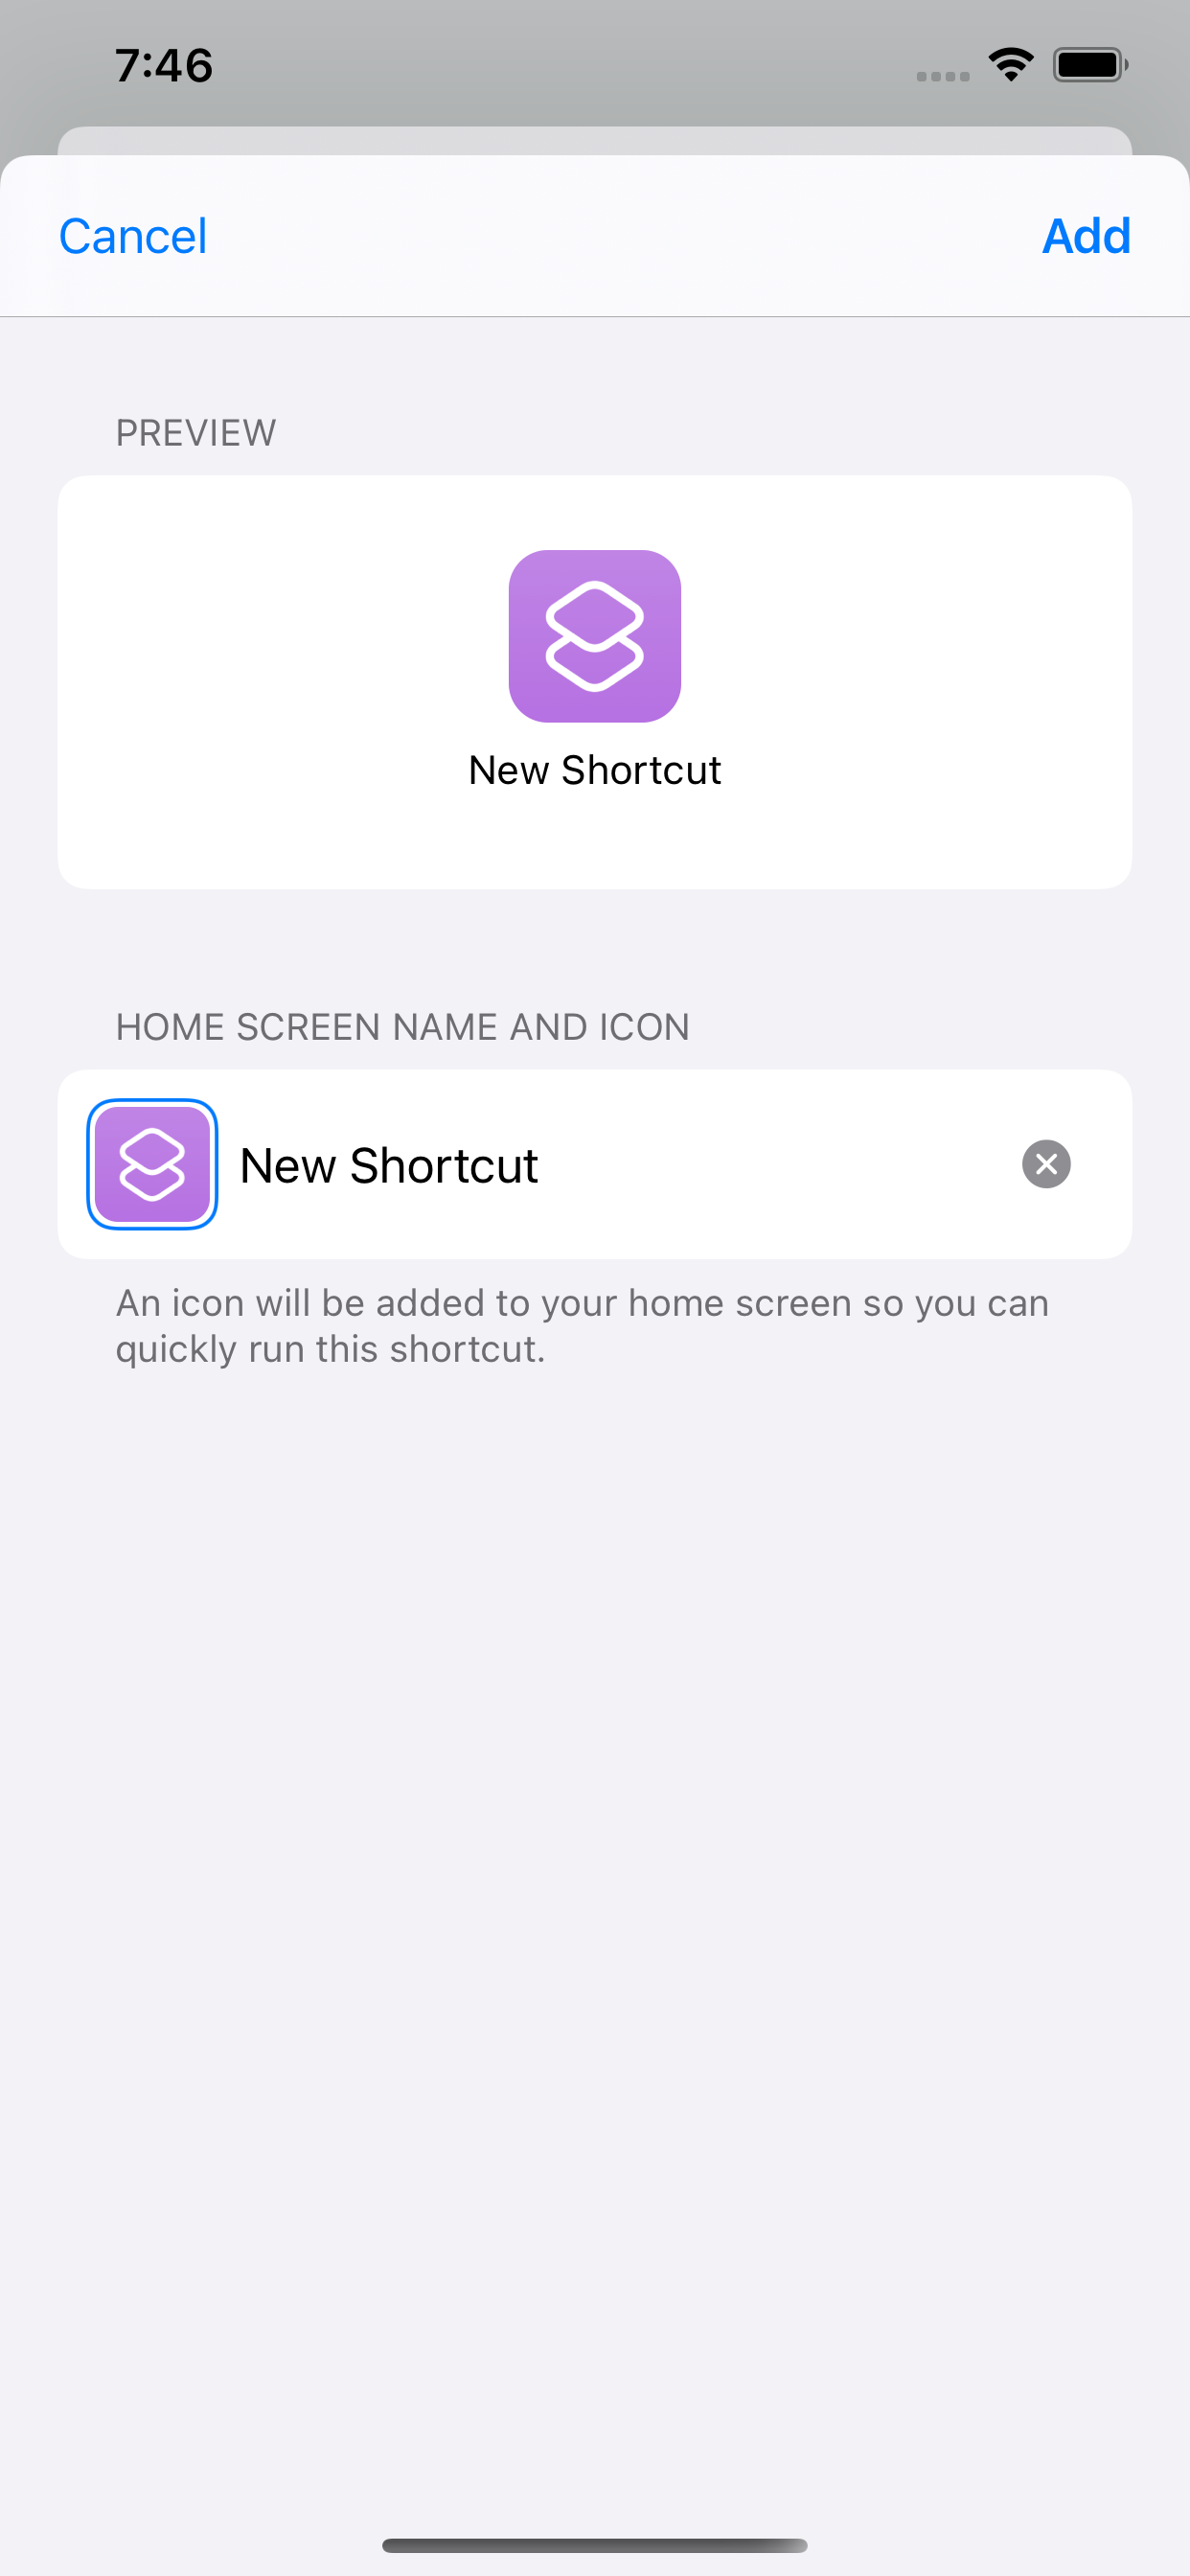 7:46
Cancel
Add
PREVIEW
New Shortcut
HOME SCREEN NAME AND ICON
New Shortcut
An icon will be added to your home screen so you can
quickly run this shortcut.